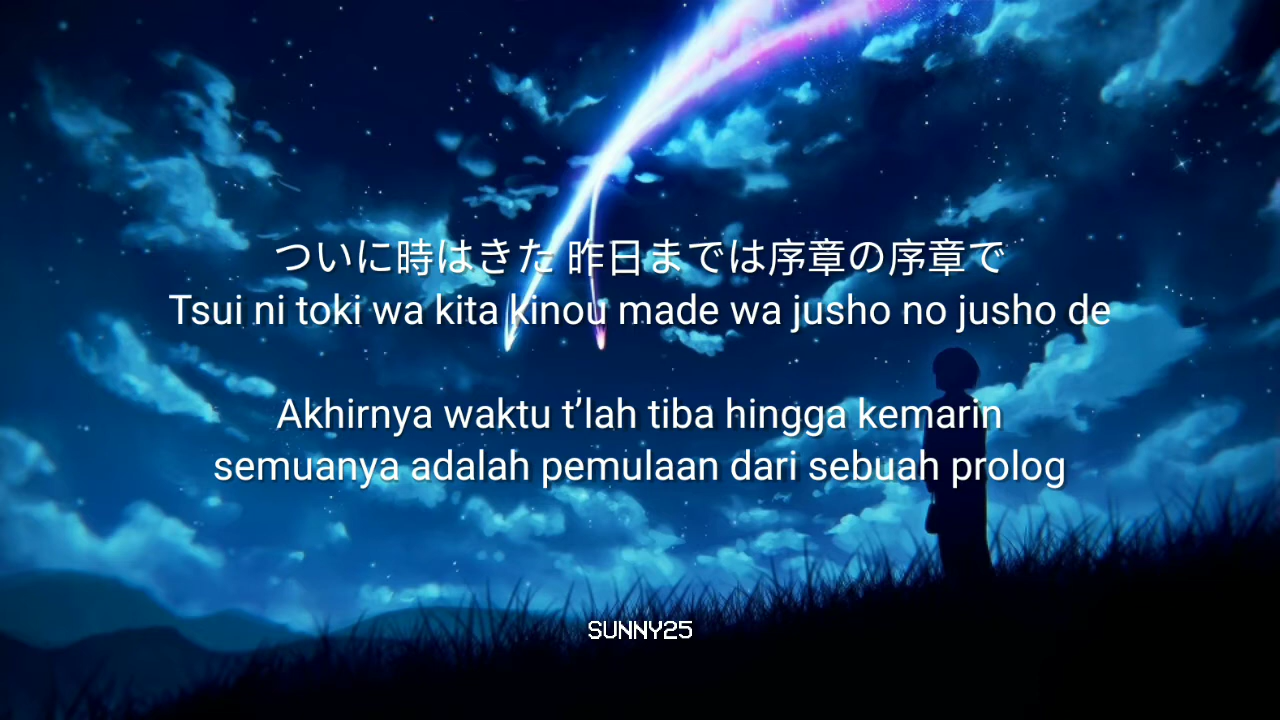 ついに時はきた 昨日までは序章の序章で
Tsui ni toki wa kita kinou made wa jusho no jusho de
Akhirnya waktu t’lah tiba hingga kemarin
semuanya adalah pemulaan dari sebuah prolog
SUNNY25